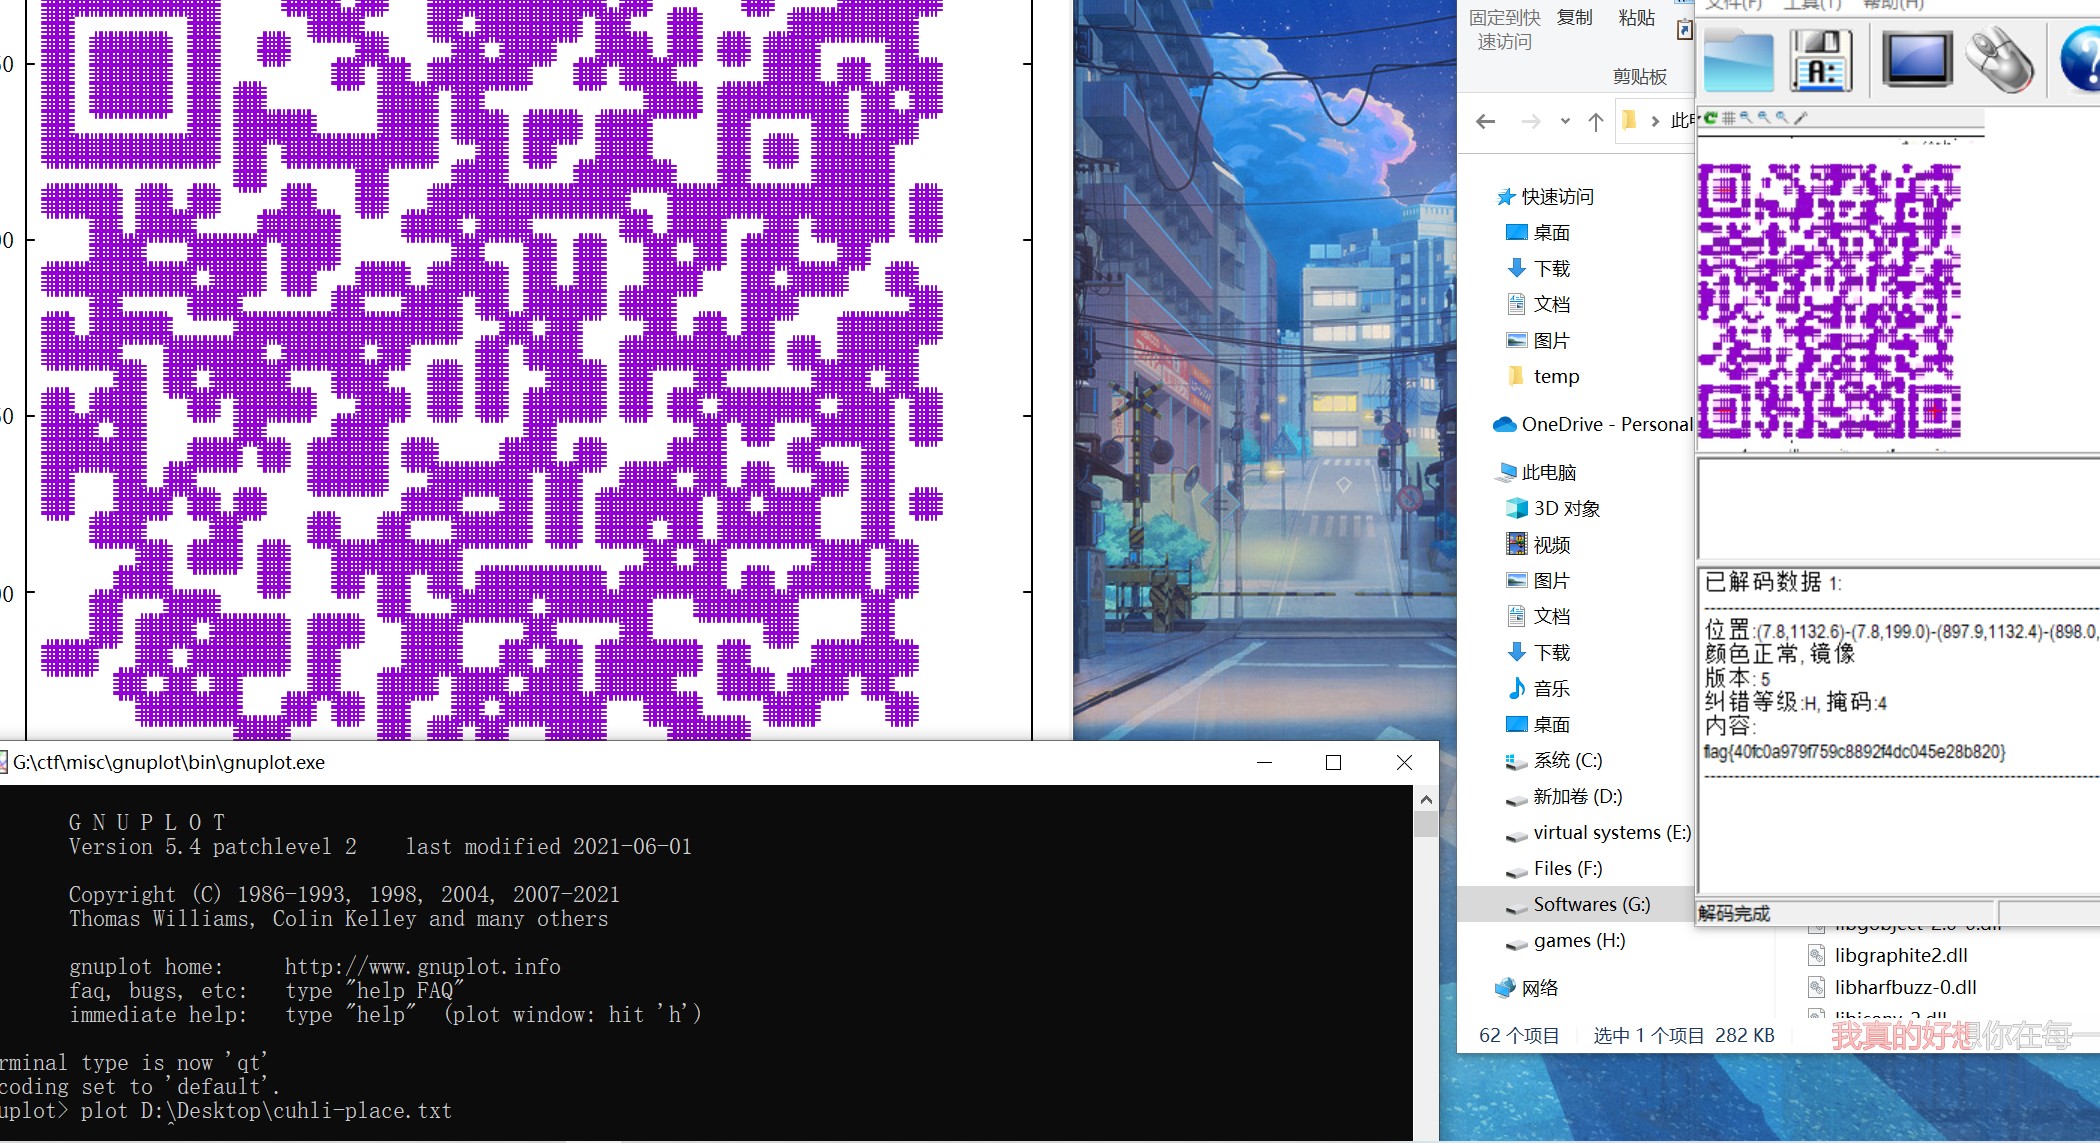 G:\ctf\misc\gnuplot\bin\gnuplot.exe
G N U P L O T
Version 5.4 patchlevel 2    last modified 2021-06-01
Copyright (C) 1986-1993, 1998, 2004, 2007-2021
Thomas Williams, Colin Kelley and many others
gnuplot home:     http://www.gnuplot.info
faq, bugs, etc:   type "help FAQ"
immediate help:   type "help"  (plot window: hit 'h')
rminal type is now 'qt'
coding set to 'default'.
uplot> plot D:\Desktop\cuhli-place.txt
固定到快
速访问
复制
粘贴
剪贴板
此电
快速访问
桌面
下载
文档
图片
temp
OneDrive - Personal
此电脑
3D 对象
视频
图片
文档
下载
音乐
桌面
系统 (C:)
新加卷 (D:)
virtual systems (E:)
Files (F:)
Softwares (G:)
games (H:)
网络
62 个项目
选中 1 个项目  282 KB
文件(F)  工具(T)  帮助(H)
A:
已解码数据 1:
位置:(7.8,1132.6)-(7.8,199.0)-(897.9,1132.4)-(898.0,
颜色正常, 镜像
版本: 5
纠错等级:H, 掩码:4
内容:
flag{40fc0a979f759c8892f4dc045e28b820}
解码完成
libgobject-2.0-0.dll
libgraphite2.dll
libharfbuzz-0.dll
libiconv-2.dll
我真的好想你在每一